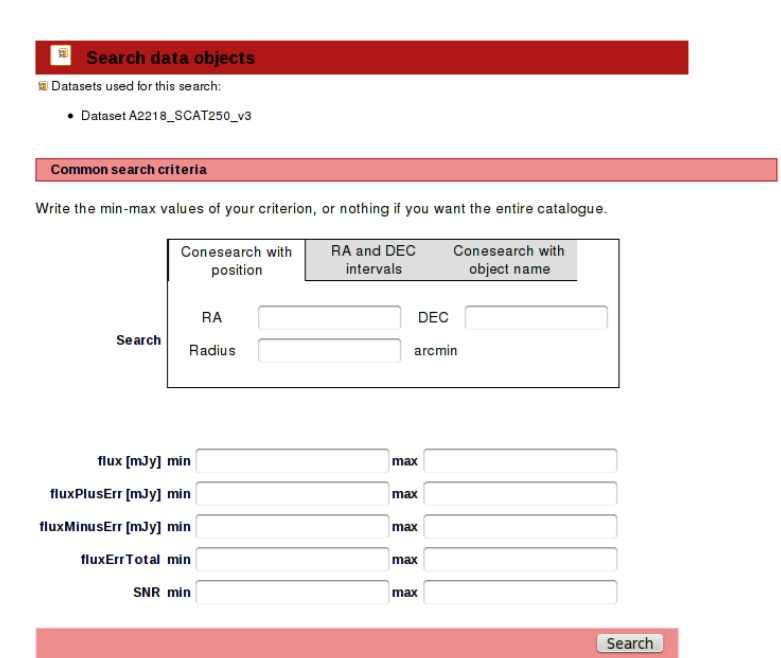 Search data objects
Datasets used for this search:
• Dataset A2218_SCAT250_v3
Common search criteria
Write the min-max values of your criterion, or nothing if you want the entire catalogue.
Conesearch with position
RA and DEC intervals
Conesearch with object name
Search
RA DEC
Radius arcmin
flux [mJy] min max
fluxPlusErr [mJy] min max
fluxMinusErr [mJy] min max
fluxErrTotal min max
SNR min max
Search